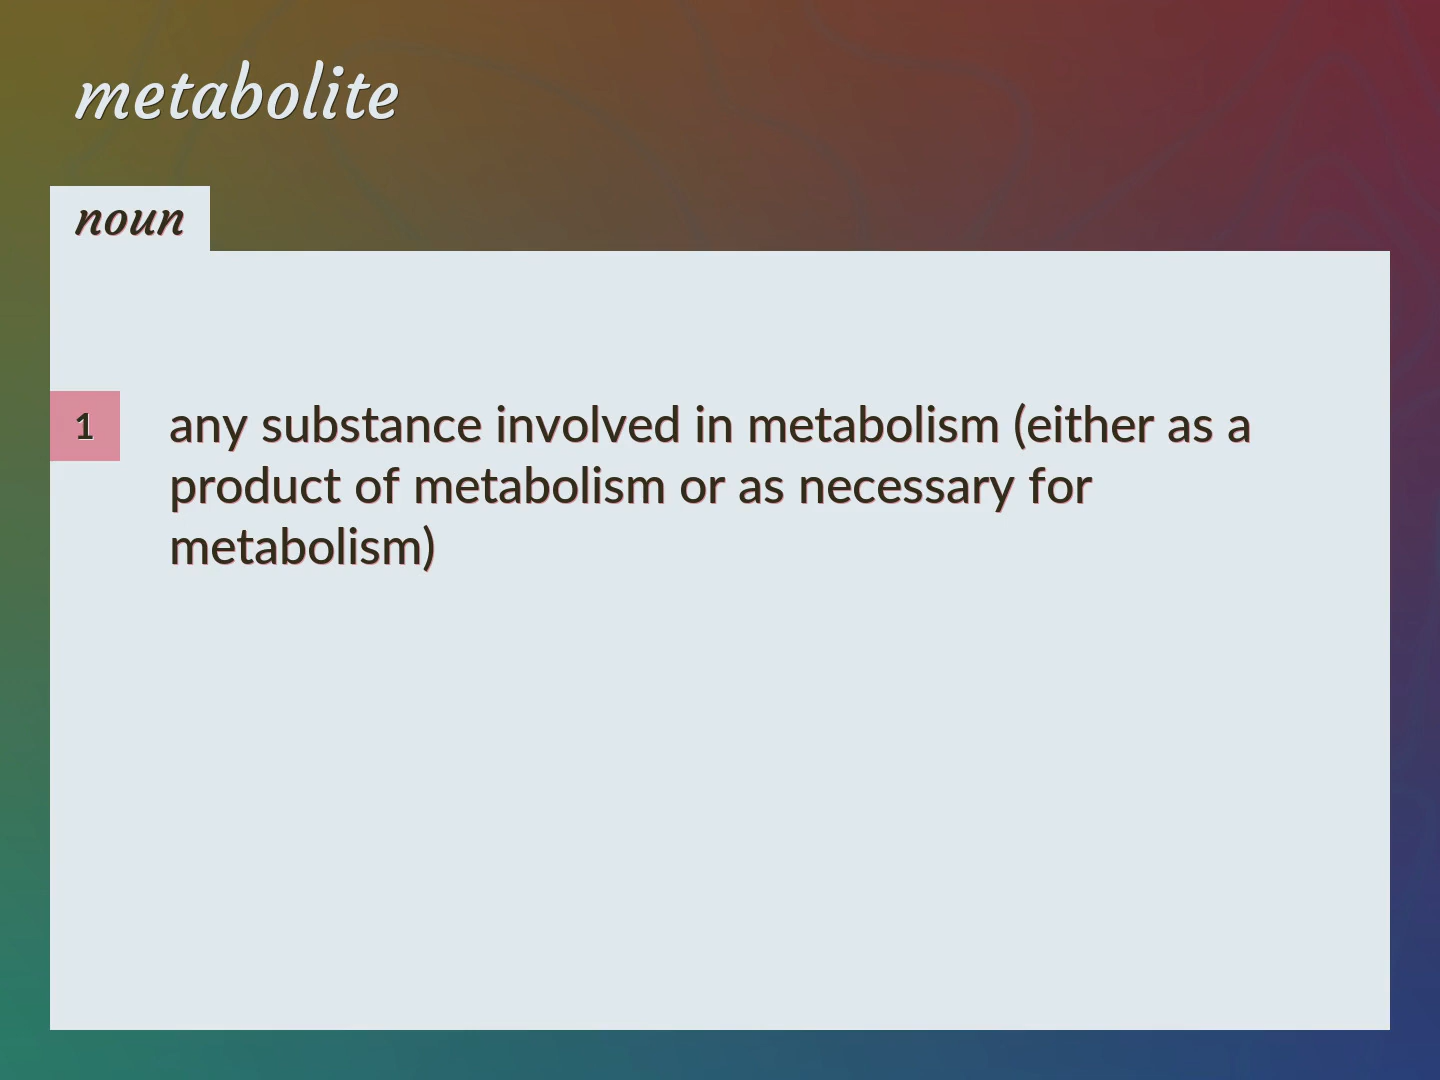 metabolite
noun
1
any substance involved in metabolism (either as a
product of metabolism or as necessary for
metabolism)